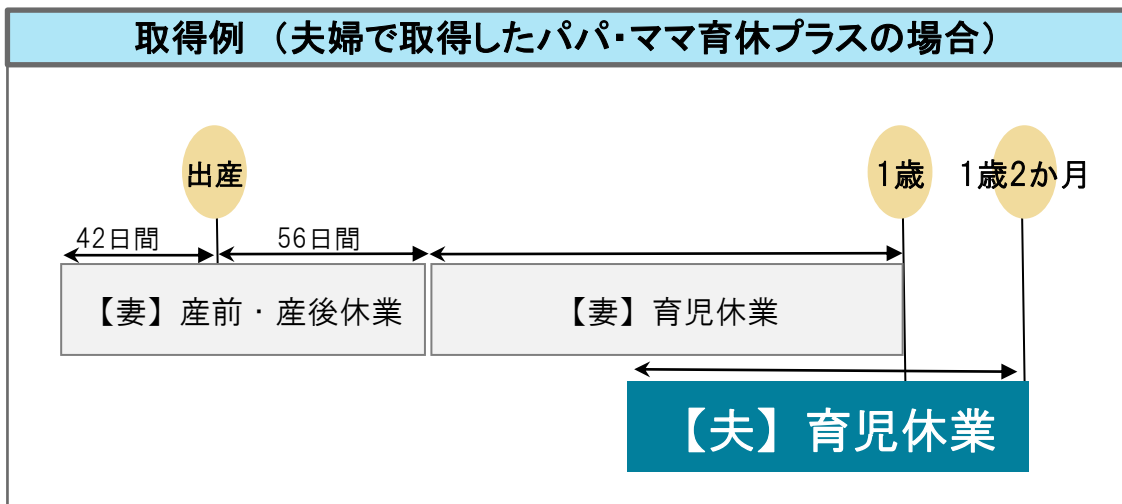 取得例 （夫婦で取得したパパ・ママ育休プラスの場合）
出産
1歳
1歳2か月
42日間
56日間
【妻】産前・産後休業
【妻】育児休業
【夫】育児休業